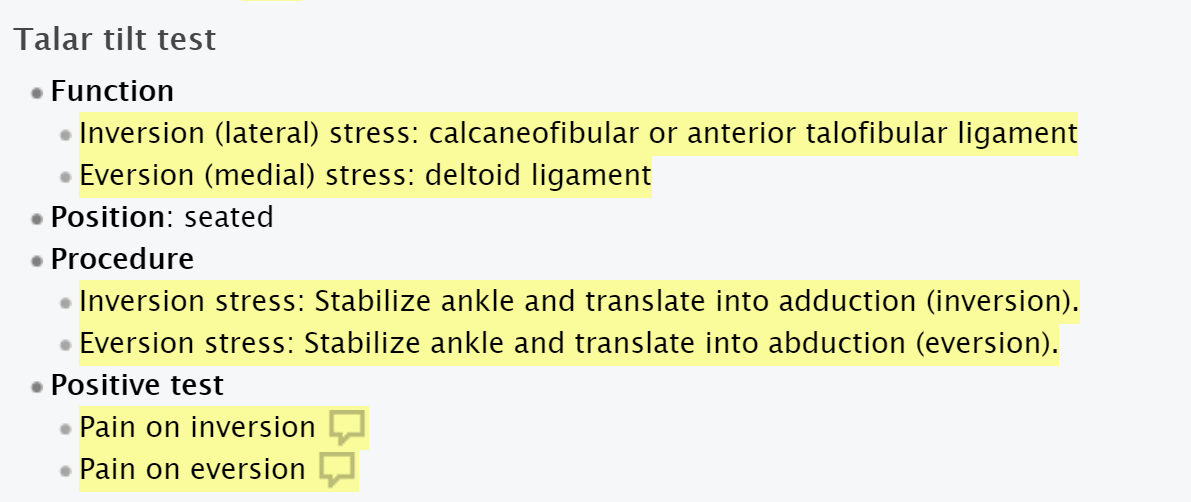 Talar tilt test
Function
Inversion (lateral) stress: calcaneofibular or anterior talofibular ligament
Eversion (medial) stress: deltoid ligament
Position: seated
Procedure
Inversion stress: Stabilize ankle and translate into adduction (inversion).
Eversion stress: Stabilize ankle and translate into abduction (eversion).
Positive test
Pain on inversion
Pain on eversion